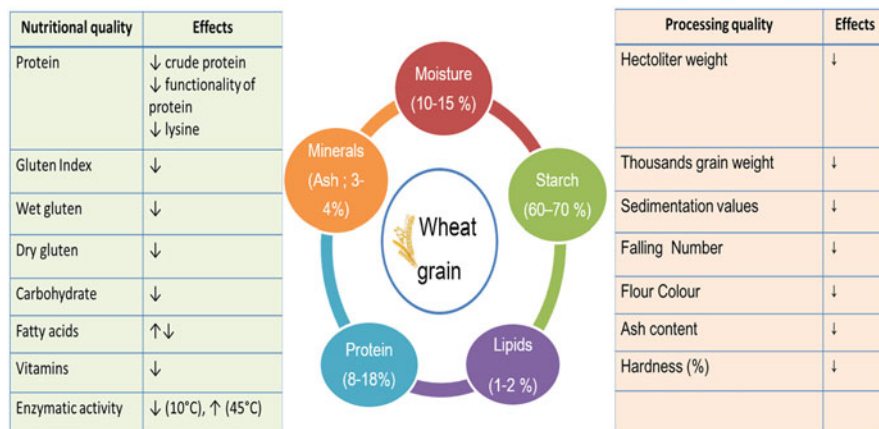 Nutritional quality Effects
Protein ↓ crude protein
↓ functionality of
protein
↓ lysine
Gluten Index ↓
Wet gluten ↓
Dry gluten ↓
Carbohydrate ↓
Fatty acids ↑↓
Vitamins ↓
Enzymatic activity ↓ (10°C), ↑ (45°C)
Moisture
(10-15 %)
Minerals
(Ash ; 3-
4%)
Starch
(60–70 %)
Wheat
grain
Protein
(8-18%)
Lipids
(1-2 %)
Processing quality Effects
Hectoliter weight ↓
Thousands grain weight ↓
Sedimentation values ↓
Falling Number ↓
Flour Colour ↓
Ash content ↓
Hardness (%) ↓